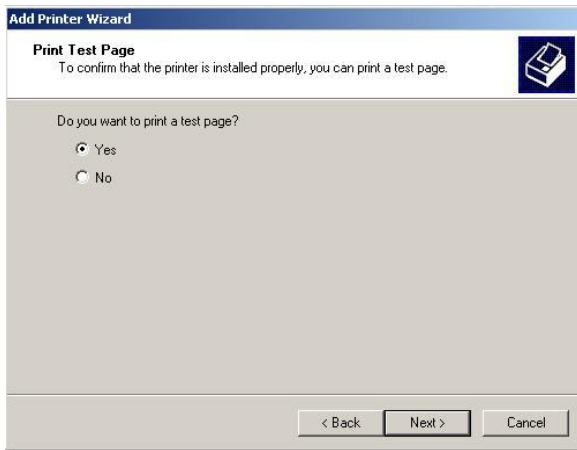 Add Printer Wizard
Print Test Page
To confirm that the printer is installed properly, you can print a test page.
Do you want to print a test page?
Yes
No
< Back
Next >
Cancel